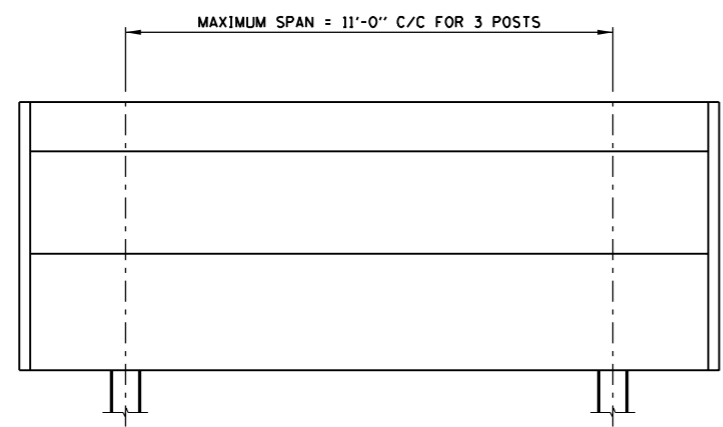 MAXIMUM SPAN = 11'-0" C/C FOR 3 POSTS